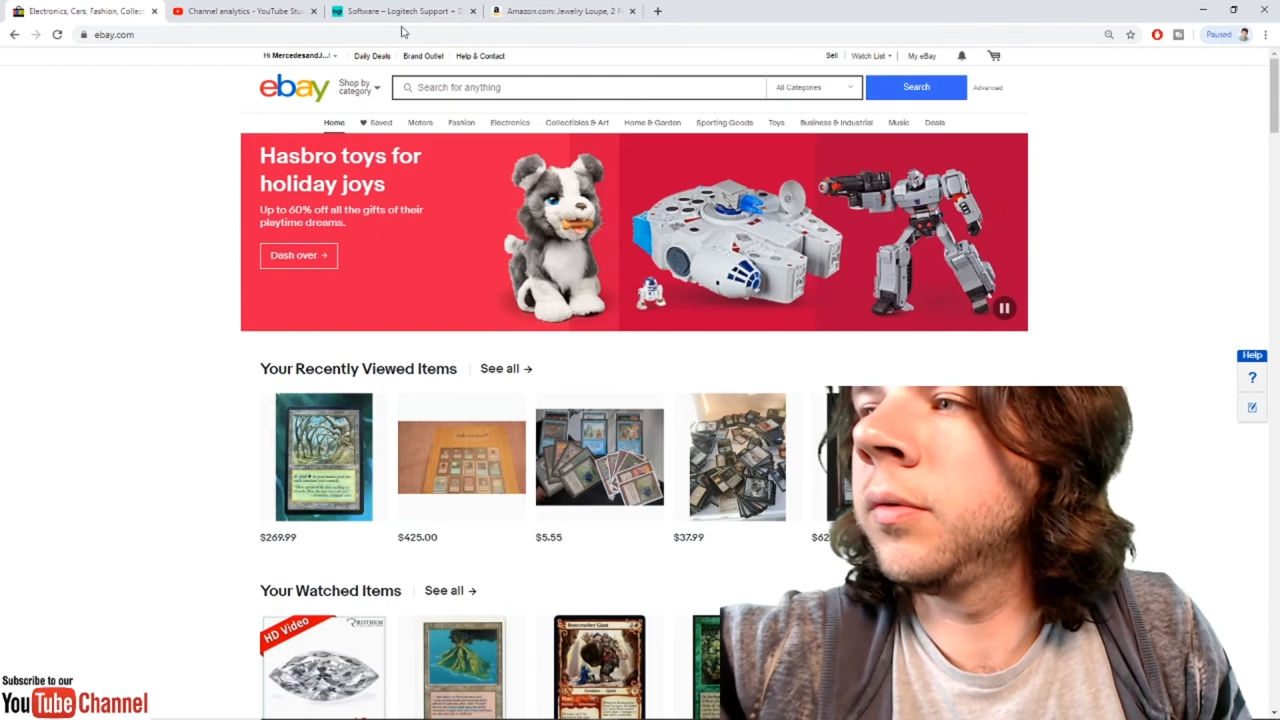 Electronics, Cars, Fashion, Collect
Channel analytics - YouTube Stu
Software – Logitech Support – D
Amazon.com: Jewelry Loupe, 2 P
ebay.com
Paused
Hi MercedesandJ...!
Daily Deals
Brand Outlet
Help & Contact
Sell
Watch List
My eBay
ebay
Shop by category
Search for anything
All Categories
Search
Advanced
Home
Saved
Motors
Fashion
Electronics
Collectibles & Art
Home & Garden
Sporting Goods
Toys
Business & Industrial
Music
Deals
Hasbro toys for
holiday joys
Up to 60% off all the gifts of their
playtime dreams.
Dash over →
Help
?
Your Recently Viewed Items
See all →
$269.99
$425.00
$5.55
$37.99
$62
Your Watched Items
See all →
HD Video
ROTHEM
Bonecrusher Giant
Subscribe to our
YouTube Channel